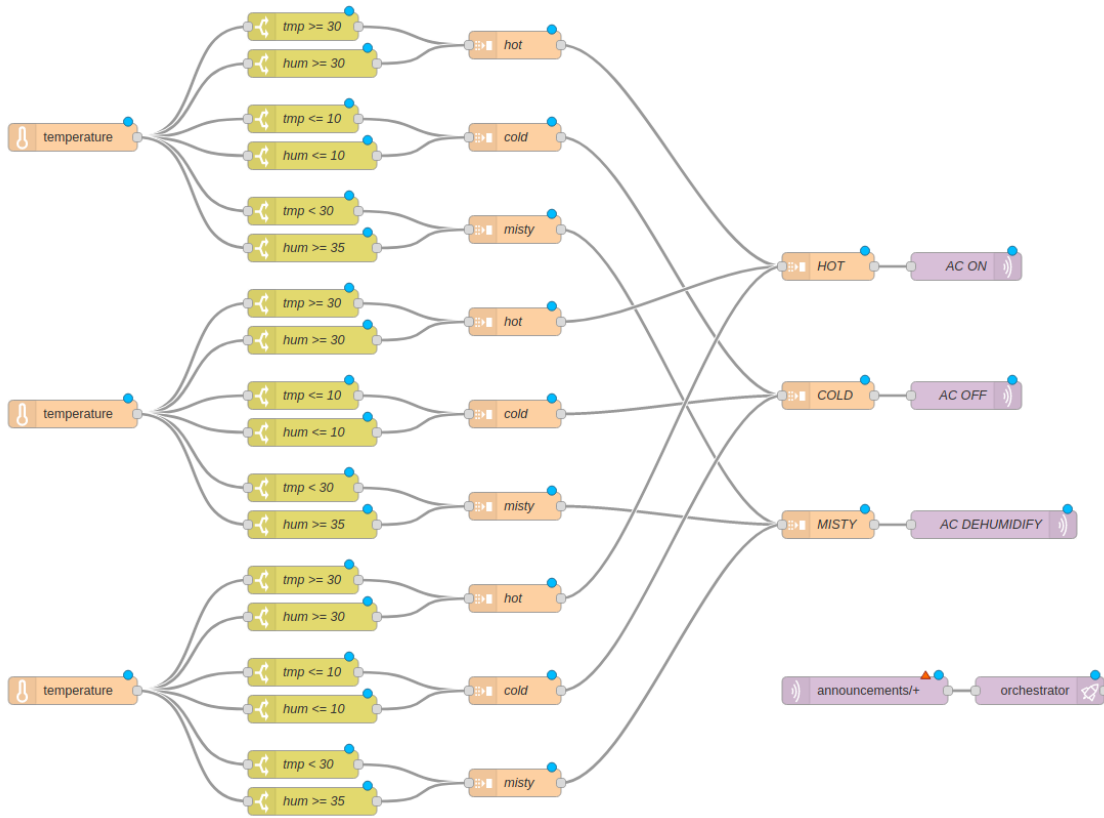 tmp >= 30
hot
hum >= 30
tmp <= 10
temperature
cold
hum <= 10
tmp < 30
misty
hum >= 35
HOT
AC ON
tmp >= 30
hot
hum >= 30
tmp <= 10
COLD
AC OFF
temperature
cold
hum <= 10
tmp < 30
misty
hum >= 35
MISTY
AC DEHUMIDIFY
tmp >= 30
hot
hum >= 30
tmp <= 10
temperature
cold
announcements/+
orchestrator
hum <= 10
tmp < 30
misty
hum >= 35